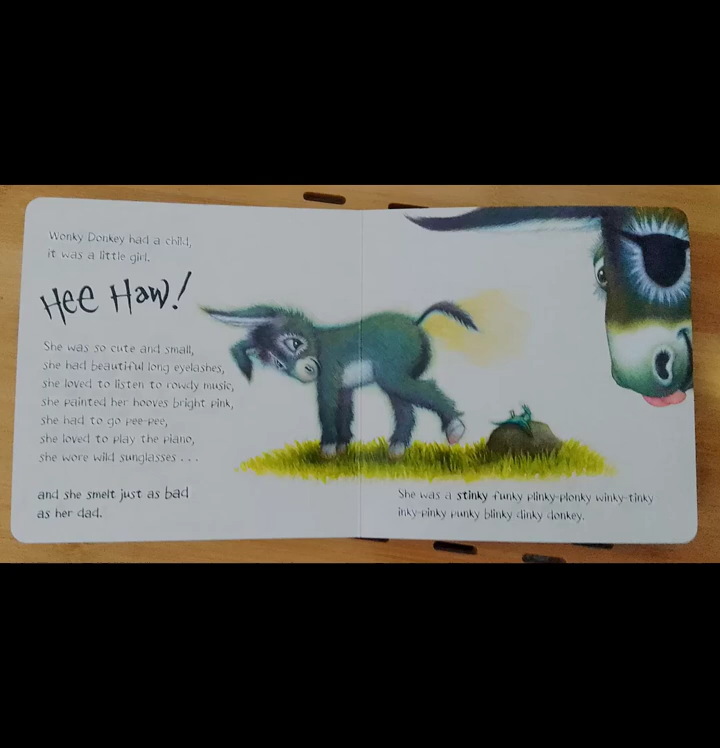 Wonky Donkey had a child,
it was a little girl.
Hee Haw!
She was so cute and small,
she had beautiful long eyelashes,
she loved to listen to rowdy music,
she painted her hooves bright pink,
she had to go pee-pee,
she loved to play the piano,
she wore wild sunglasses . . .
and she smelt just as bad
as her dad.
She was a stinky funky plinky-plonky winky-tinky
inky-pinky punky blinky dinky donkey.